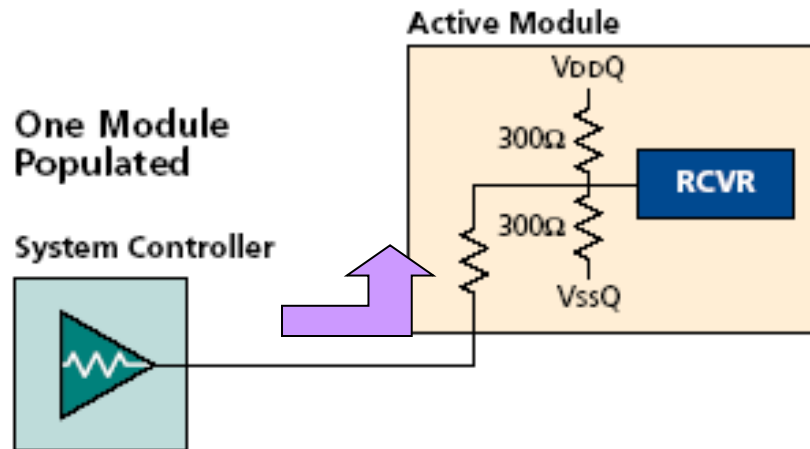 Active Module
VDDQ
One Module
Populated
300Ω
RCVR
300Ω
System Controller
VssQ